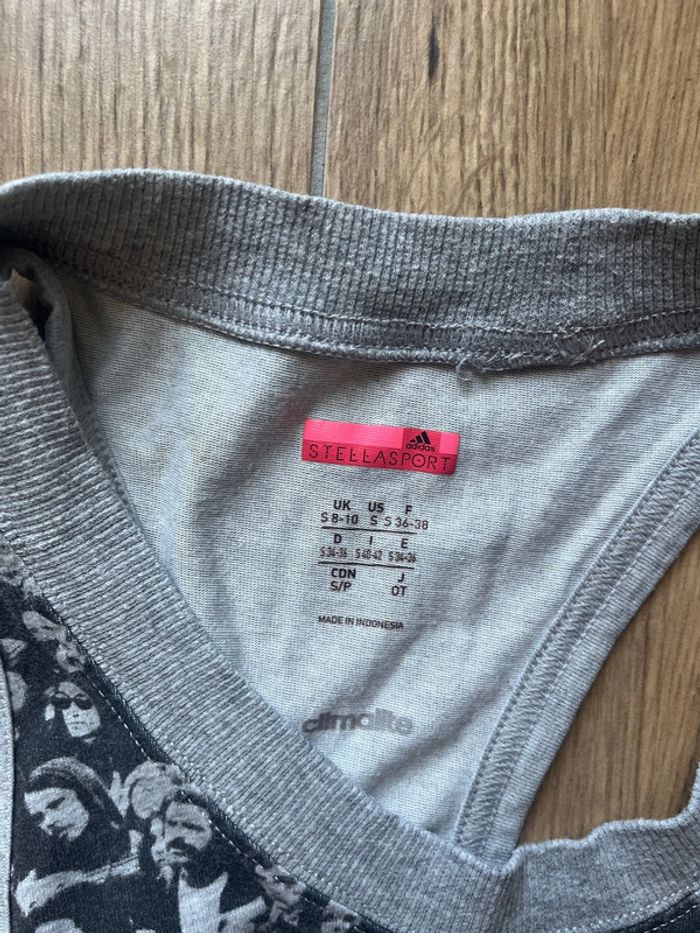 adidas
STELLASPORT
UK US F
S 8-10 S S 36-38
D I E
S 34-36 S 40-42 S 34-36
CDN J
S/P OT
MADE IN INDONESIA
climalite